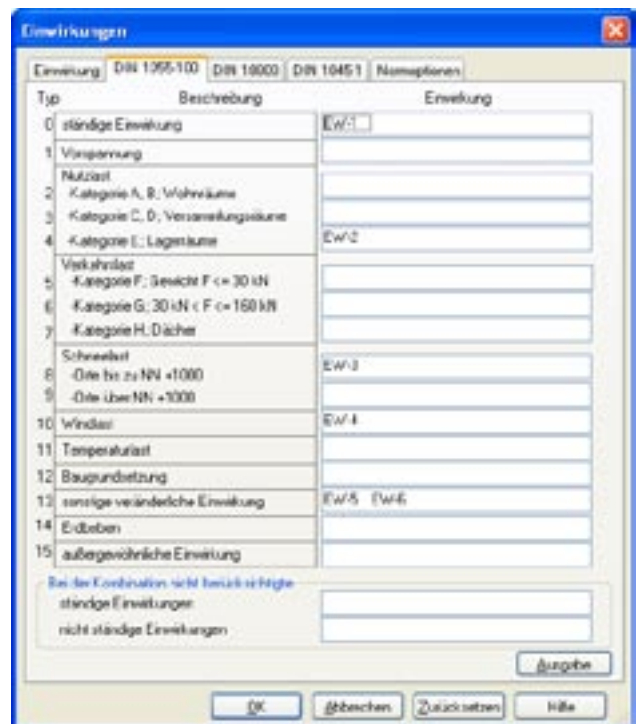 Einwirkungen
Einwirkung DIN 1055-100 DIN 18800 DIN 1045-1 Normoptionen
Typ Beschreibung Einwirkung
0 ständige Einwirkung EW-1
1 Vorspannung
Nutzlast
2 -Kategorie A, B; Wohnräume
3 -Kategorie C, D; Versammlungsräume
4 -Kategorie E; Lagerräume EW-2
Verkehrslast
5 -Kategorie F; Gewicht F <= 30 kN
6 -Kategorie G; 30 kN < F <= 160 kN
7 -Kategorie H; Dächer
Schneelast
8 -Orte bis zu NN +1000 EW-3
9 -Orte über NN +1000
10 Windlast EW-4
11 Temperaturlast
12 Baugrundsetzung
13 sonstige veränderliche Einwirkung EW-5 EW-6
14 Erdbeben
15 außergewöhnliche Einwirkung
Bei der Kombination nicht berücksichtigte
ständige Einwirkungen
nicht ständige Einwirkungen
Ausgabe
OK Abbrechen Zurücksetzen Hilfe